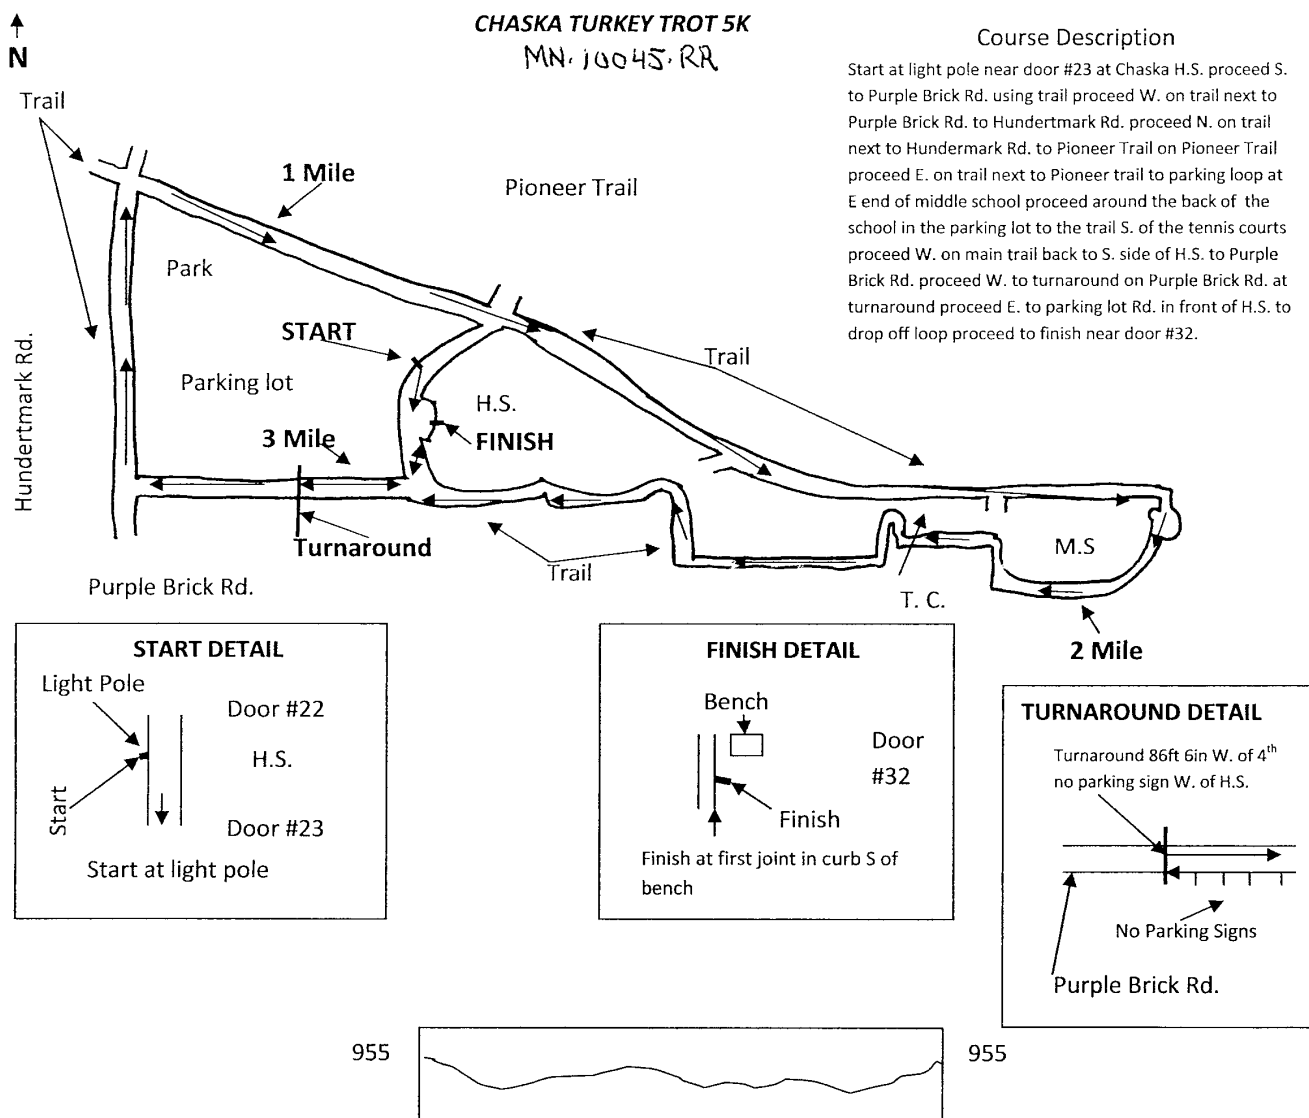 CHASKA TURKEY TROT 5K
MN. 10045. RR
N
Course Description
Start at light pole near door #23 at Chaska H.S. proceed S.
to Purple Brick Rd. using trail proceed W. on trail next to
Purple Brick Rd. to Hundertmark Rd. proceed N. on trail
next to Hundermark Rd. to Pioneer Trail on Pioneer Trail
proceed E. on trail next to Pioneer trail to parking loop at
E end of middle school proceed around the back of the
school in the parking lot to the trail S. of the tennis courts
proceed W. on main trail back to S. side of H.S. to Purple
Brick Rd. proceed W. to turnaround on Purple Brick Rd. at
turnaround proceed E. to parking lot Rd. in front of H.S. to
drop off loop proceed to finish near door #32.
Trail
1 Mile
Pioneer Trail
Park
START
Trail
Hundertmark Rd.
Parking lot
H.S.
3 Mile
FINISH
Turnaround
M.S
Trail
Purple Brick Rd.
T. C.
2 Mile
START DETAIL
Light Pole
Door #22
H.S.
Start
Door #23
Start at light pole
FINISH DETAIL
Bench
Door
#32
Finish
Finish at first joint in curb S of
bench
TURNAROUND DETAIL
Turnaround 86ft 6in W. of 4th
no parking sign W. of H.S.
No Parking Signs
Purple Brick Rd.
955
955